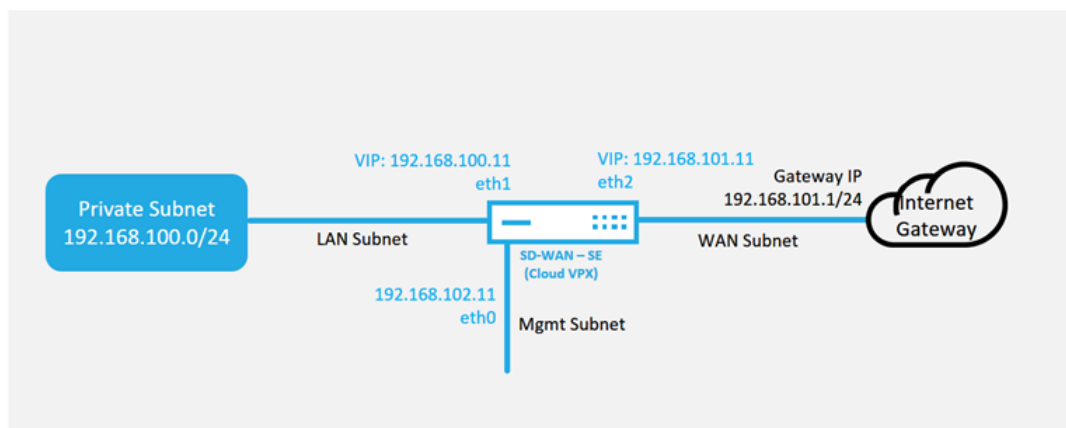 VIP: 192.168.100.11
eth1
VIP: 192.168.101.11
eth2
Gateway IP
192.168.101.1/24
Internet
Gateway
Private Subnet
192.168.100.0/24
LAN Subnet
WAN Subnet
SD-WAN – SE
(Cloud VPX)
192.168.102.11
eth0
Mgmt Subnet